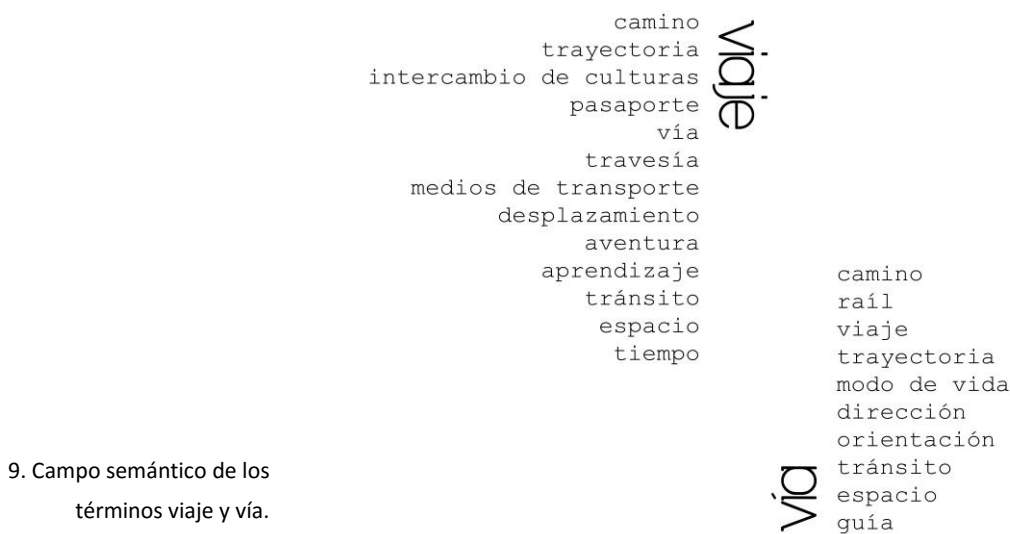 viaje
camino
trayectoria
intercambio de culturas
pasaporte
vía
travesía
medios de transporte
desplazamiento
aventura
aprendizaje
tránsito
espacio
tiempo
vía
camino
raíl
viaje
trayectoria
modo de vida
dirección
orientación
tránsito
espacio
guía
9. Campo semántico de los
términos viaje y vía.